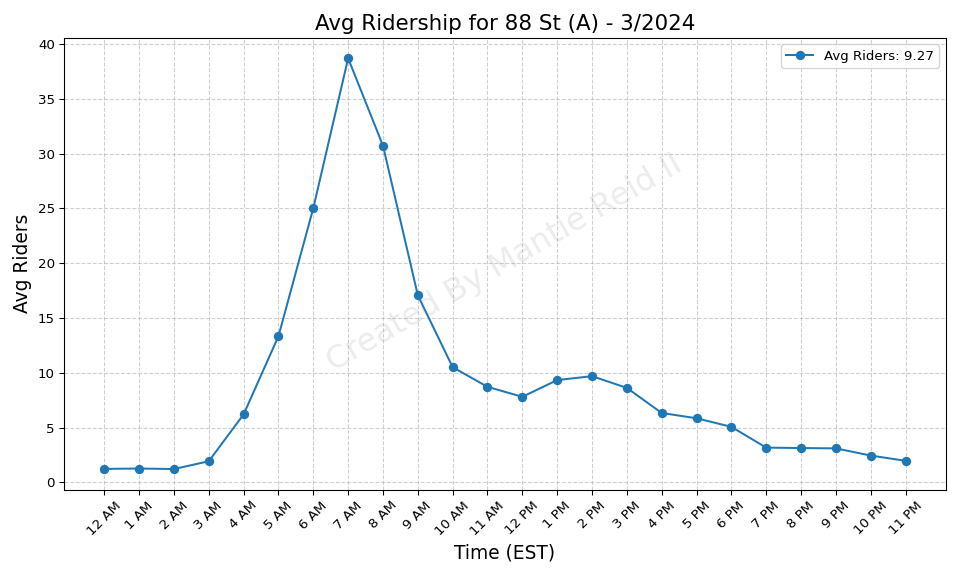 Avg Ridership for 88 St (A) - 3/2024
Avg Riders: 9.27
40
35
30
25
20
15
10
5
0
Avg Riders
Created By Mantle Reid II
12 AM
1 AM
2 AM
3 AM
4 AM
5 AM
6 AM
7 AM
8 AM
9 AM
10 AM
11 AM
12 PM
1 PM
2 PM
3 PM
4 PM
5 PM
6 PM
7 PM
8 PM
9 PM
10 PM
11 PM
Time (EST)